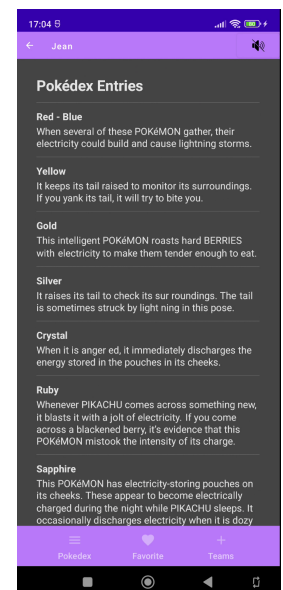 17:04
Jean
Pokédex Entries
Red - Blue
When several of these POKéMON gather, their
electricity could build and cause lightning storms.
Yellow
It keeps its tail raised to monitor its surroundings.
If you yank its tail, it will try to bite you.
Gold
This intelligent POKéMON roasts hard BERRIES
with electricity to make them tender enough to eat.
Silver
It raises its tail to check its sur roundings. The tail
is sometimes struck by light ning in this pose.
Crystal
When it is anger ed, it immediately discharges the
energy stored in the pouches in its cheeks.
Ruby
Whenever PIKACHU comes across something new,
it blasts it with a jolt of electricity. If you come
across a blackened berry, it's evidence that this
POKéMON mistook the intensity of its charge.
Sapphire
This POKéMON has electricity-storing pouches on
its cheeks. These appear to become electrically
charged during the night while PIKACHU sleeps. It
occasionally discharges electricity when it is dozy
Pokedex
Favorite
Teams